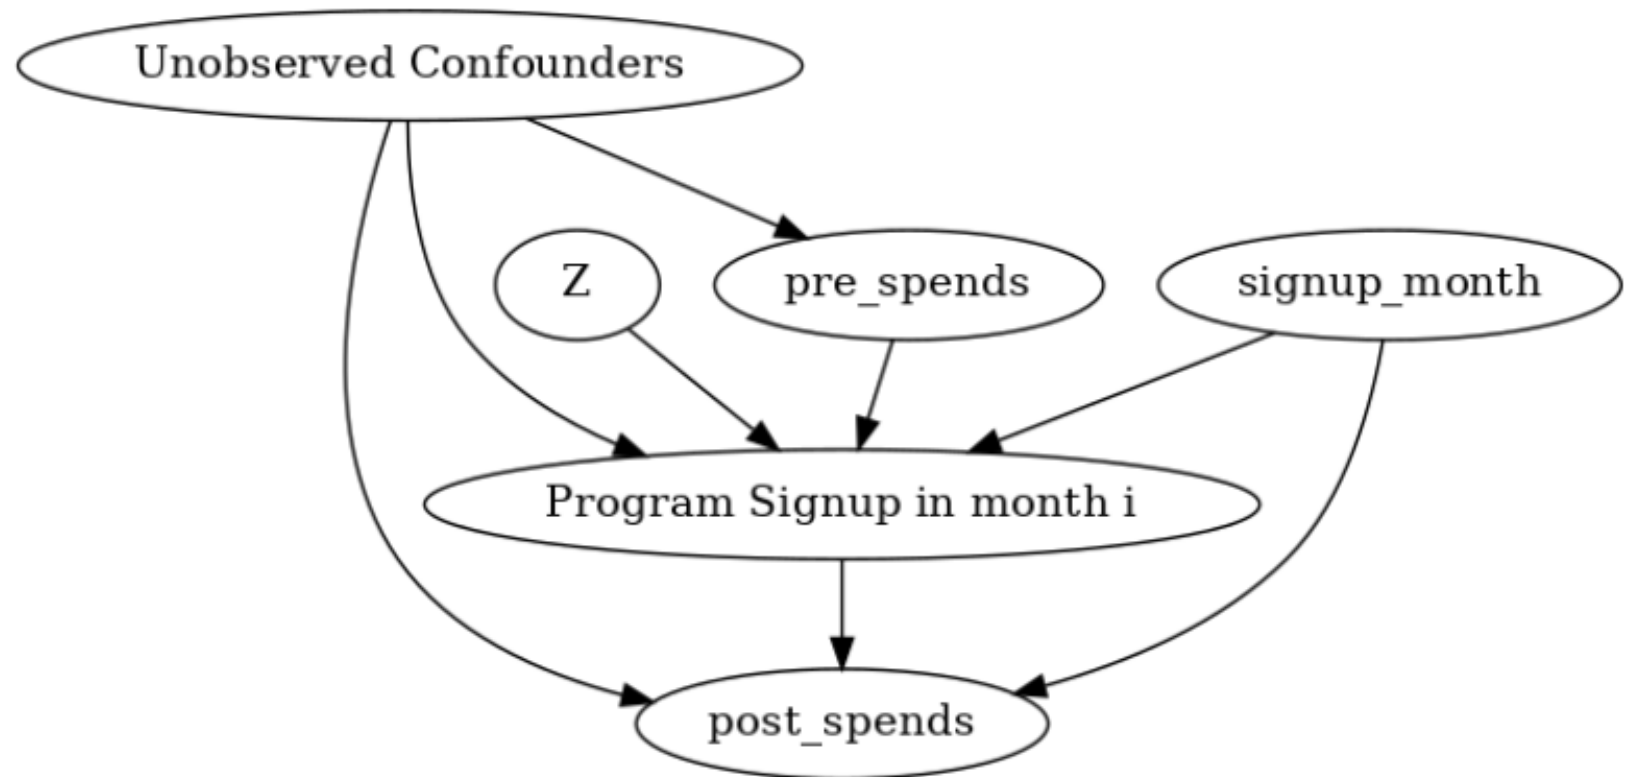 Unobserved Confounders
Z
pre_spends
signup_month
Program Signup in month i
post_spends